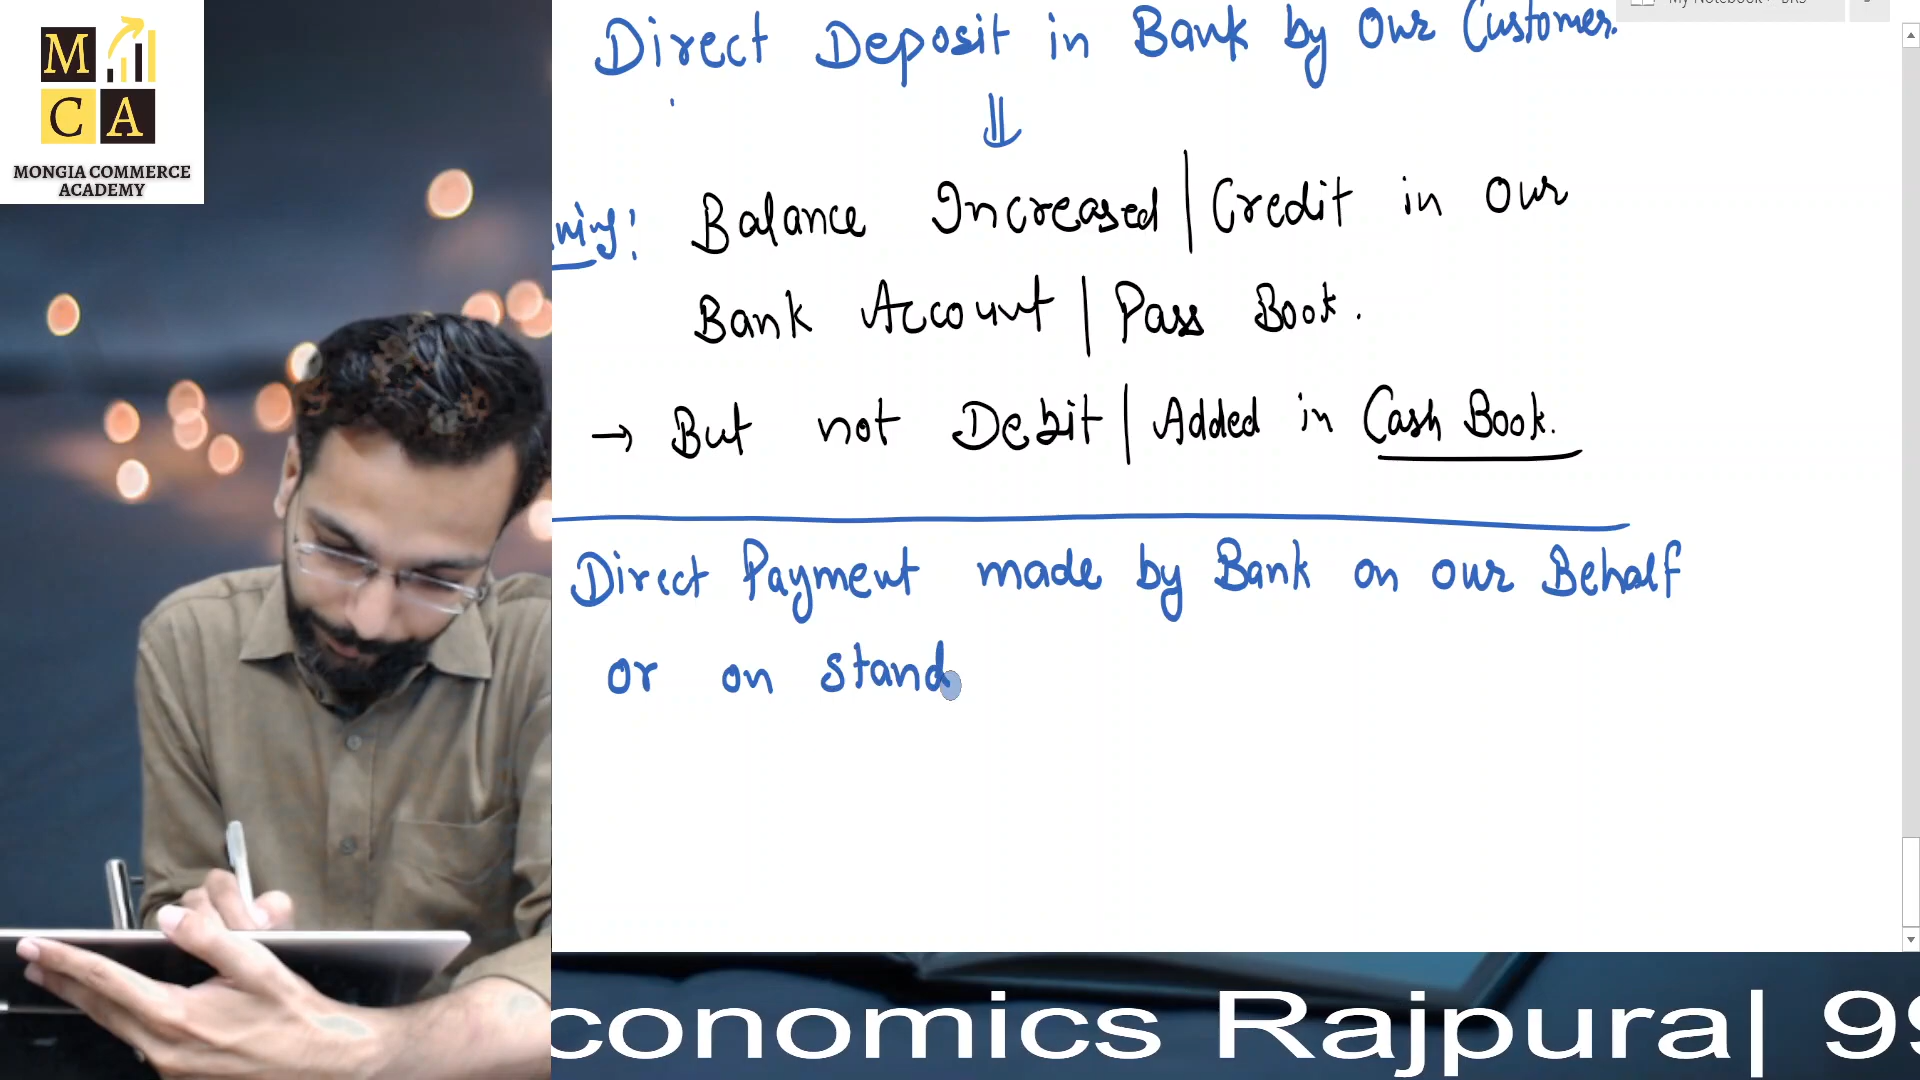 M
C A
MONGIA COMMERCE
ACADEMY
Direct Deposit in Bank by Our Customer.
⇓
ning: Balance Increased | Credit in Our
Bank Account | Pass Book.
→ But not Debit | Added in Cash Book.
Direct Payment made by Bank on our Behalf
or on stand
conomics Rajpura| 99